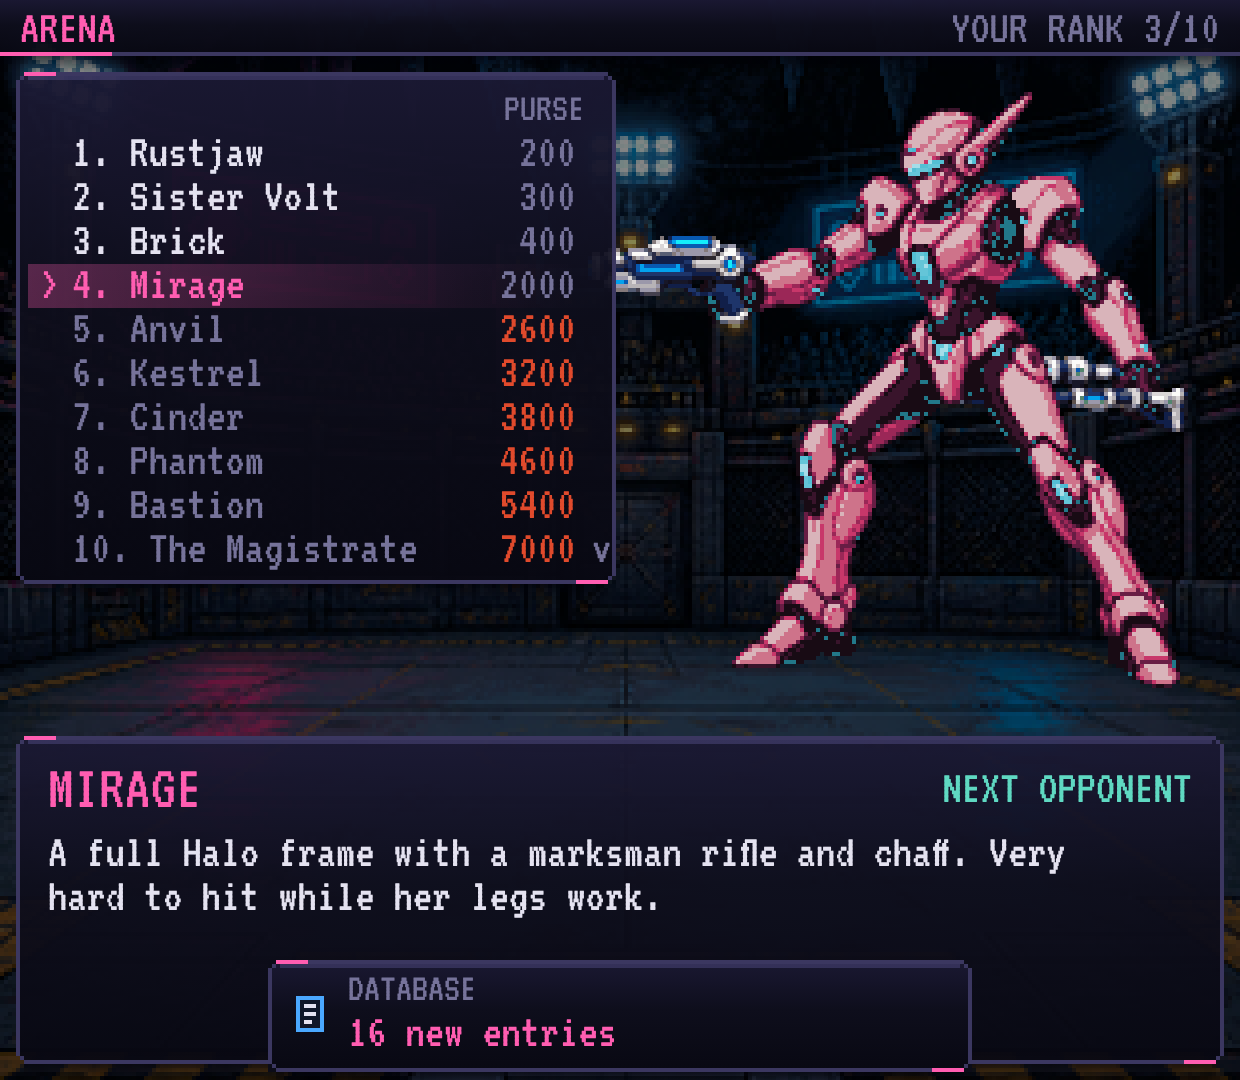 ARENA
YOUR RANK 3/10
PURSE
1. Rustjaw 200
2. Sister Volt 300
3. Brick 400
> 4. Mirage 2000
5. Anvil 2600
6. Kestrel 3200
7. Cinder 3800
8. Phantom 4600
9. Bastion 5400
10. The Magistrate 7000 v
MIRAGE
NEXT OPPONENT
A full Halo frame with a marksman rifle and chaff. Very
hard to hit while her legs work.
DATABASE
16 new entries